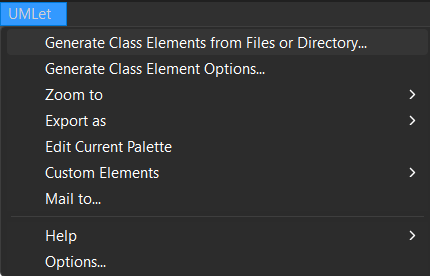 UMLet
Generate Class Elements from Files or Directory...
Generate Class Element Options...
Zoom to
Export as
Edit Current Palette
Custom Elements
Mail to...
Help
Options...